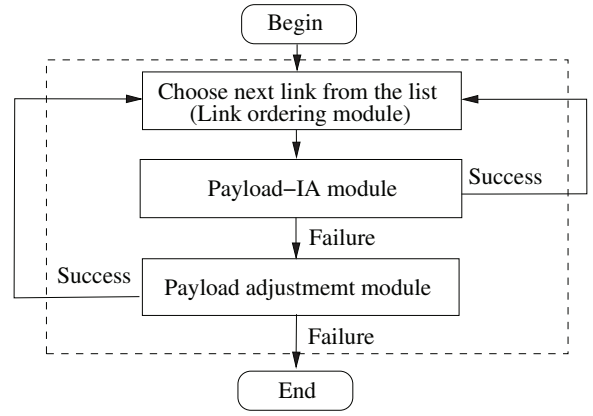 Begin
Choose next link from the list
(Link ordering module)
Payload−IA module
Success
Failure
Success
Payload adjustmemt module
Failure
End